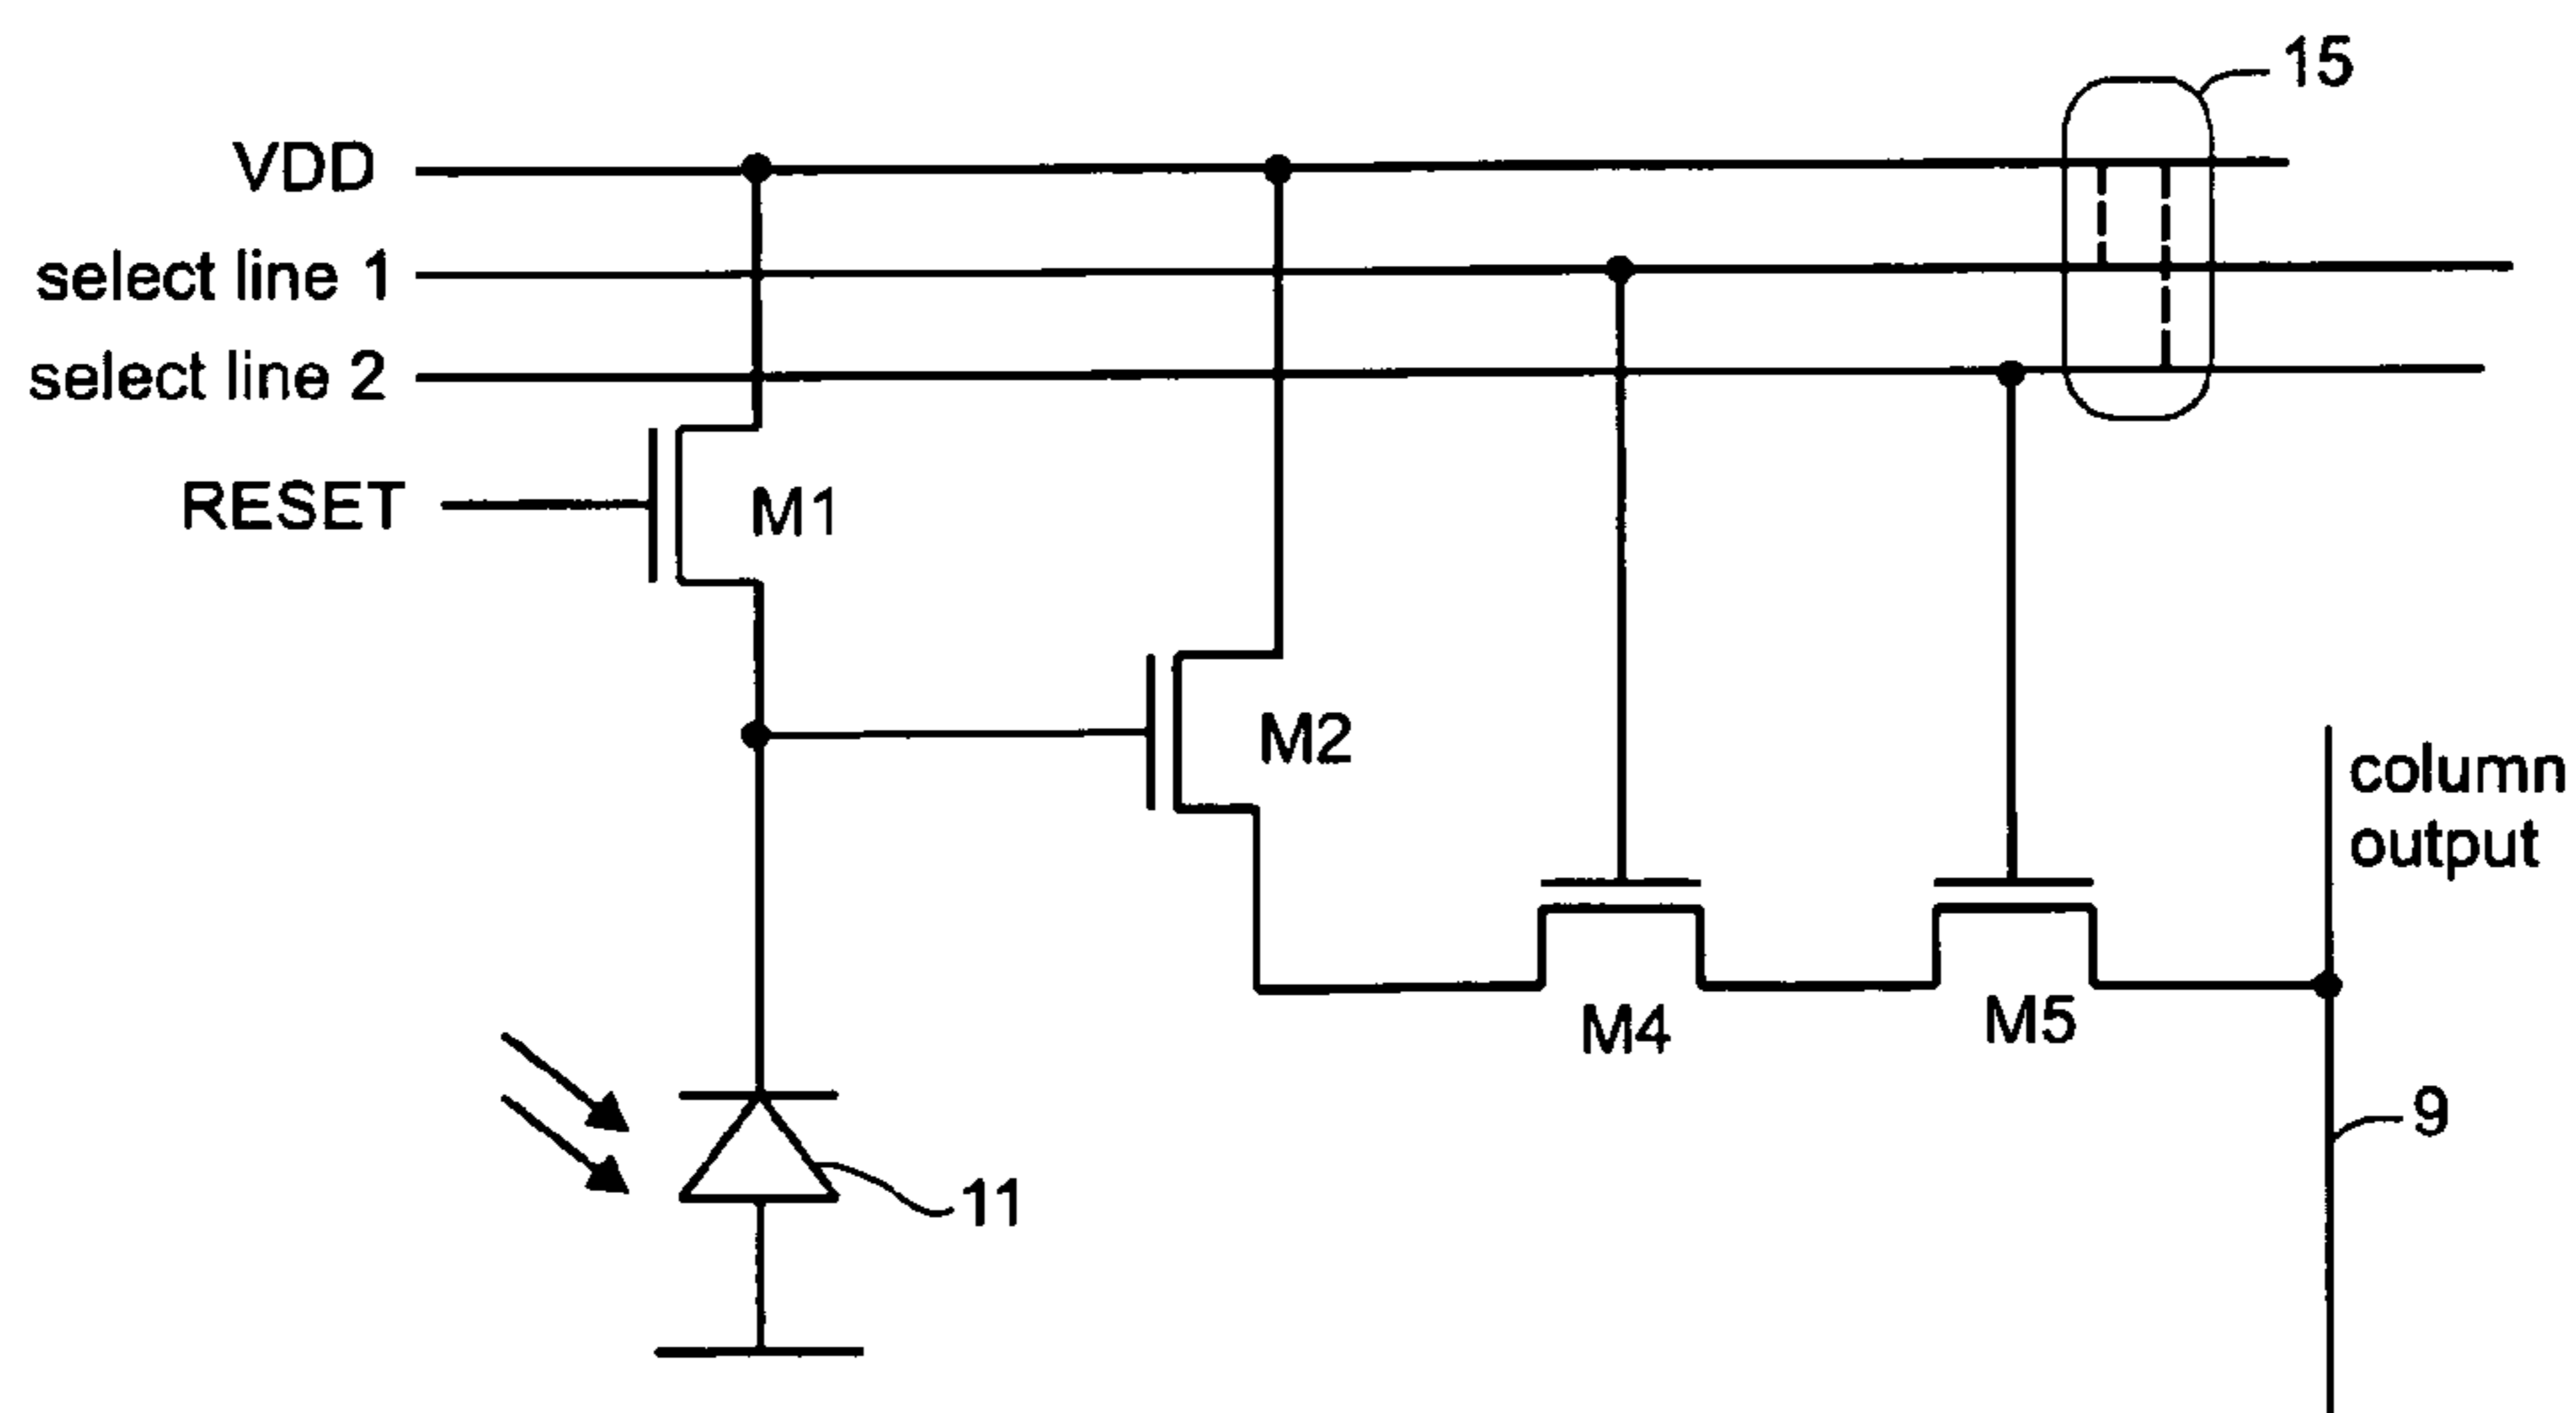 15
VDD
select line 1
select line 2
RESET
M1
M2
column
output
M4
M5
9
11